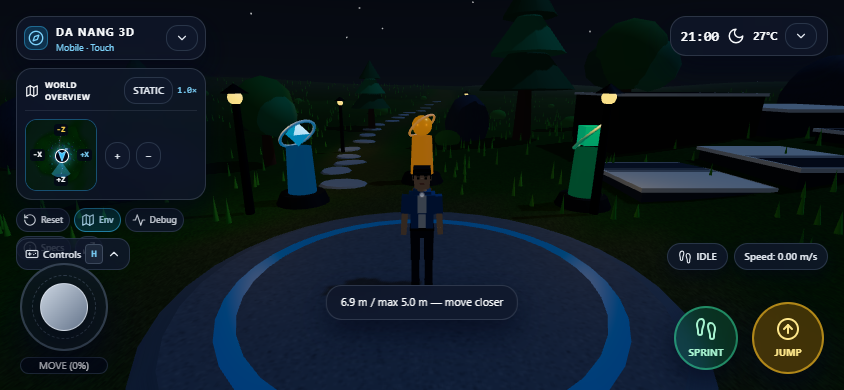 DA NANG 3D
Mobile · Touch
21:00 27°C
WORLD OVERVIEW
STATIC
1.0×
-Z
-X
+X
+Z
+
−
Reset
Env
Debug
Specs
Controls H
MOVE (0%)
6.9 m / max 5.0 m — move closer
IDLE
Speed: 0.00 m/s
SPRINT
JUMP